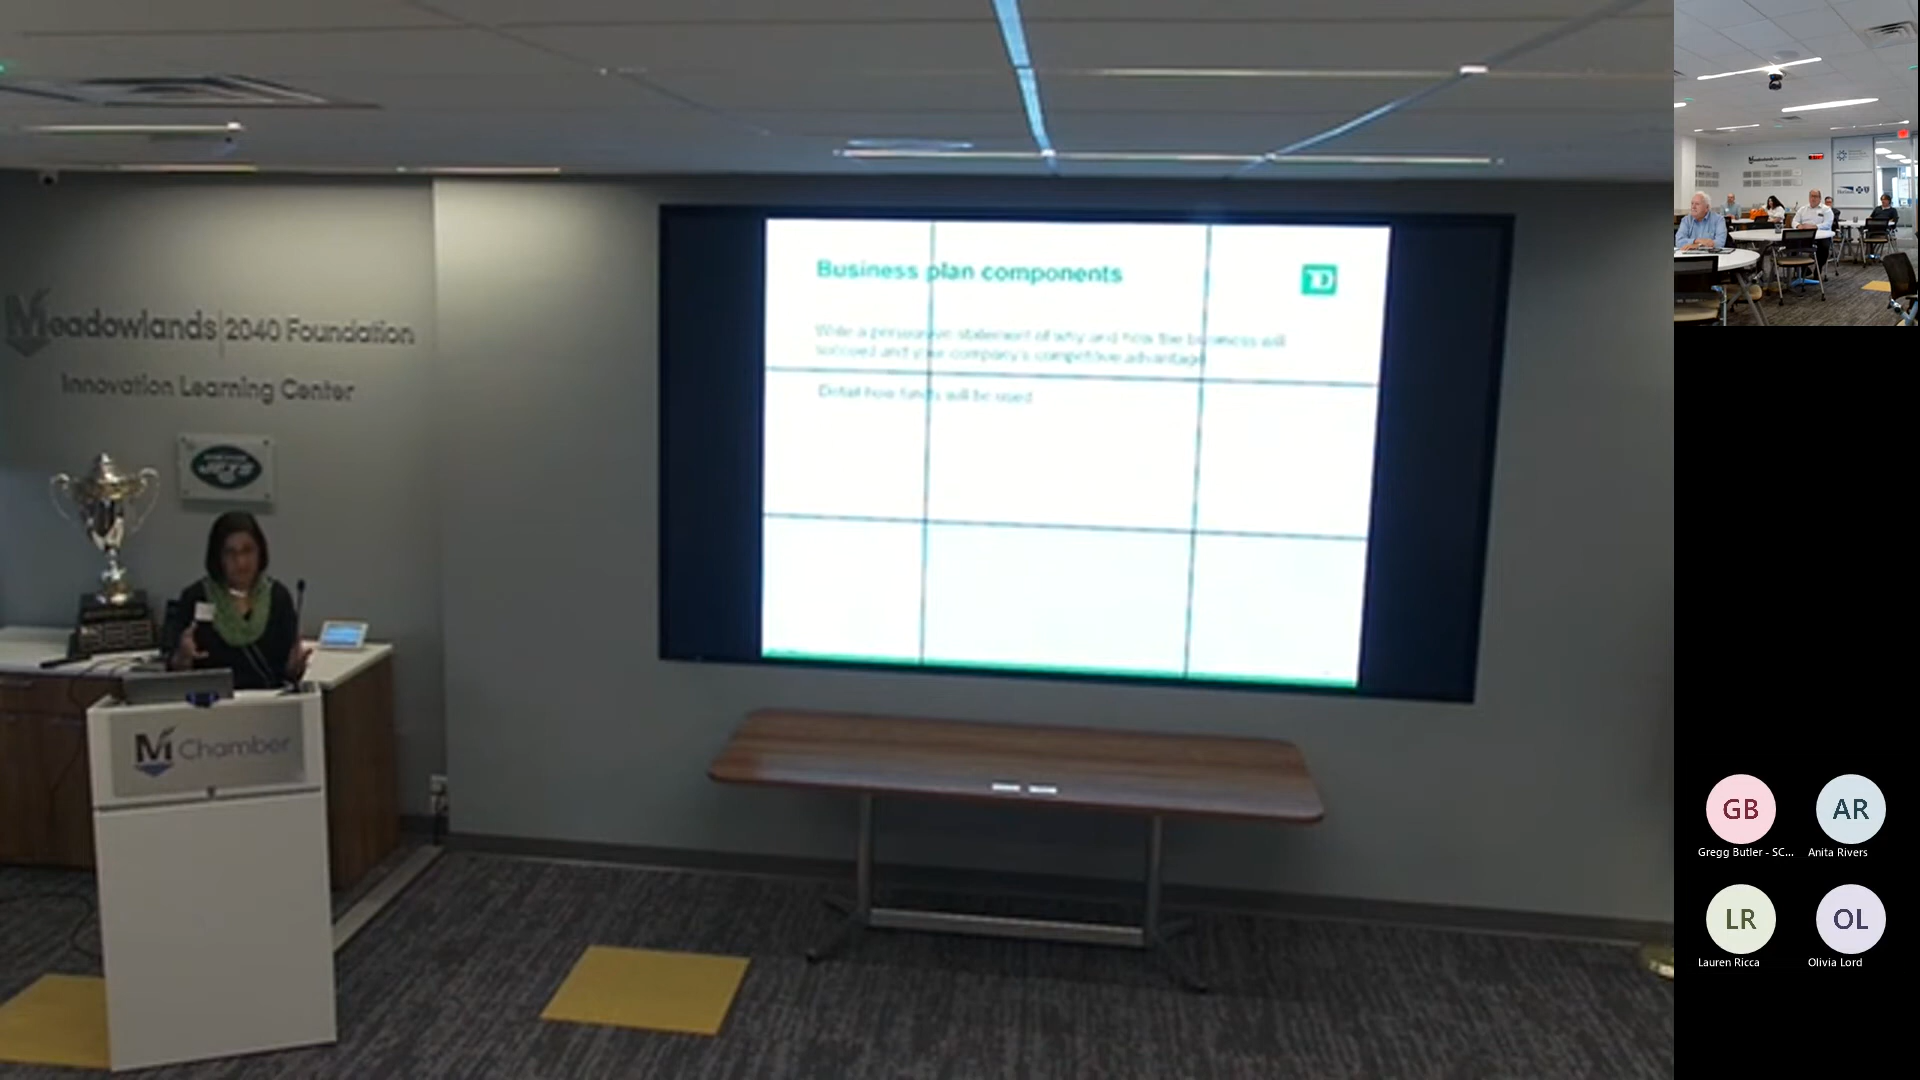 Meadowlands 2040 Foundation
Innovation Learning Center
JETS
M Chamber
Business plan components
TD
Write a persuasive statement of why and how the business will
succeed and your company's competitive advantage
Detail how funds will be used
GB
Gregg Butler - SC...
AR
Anita Rivers
LR
Lauren Ricca
OL
Olivia Lord